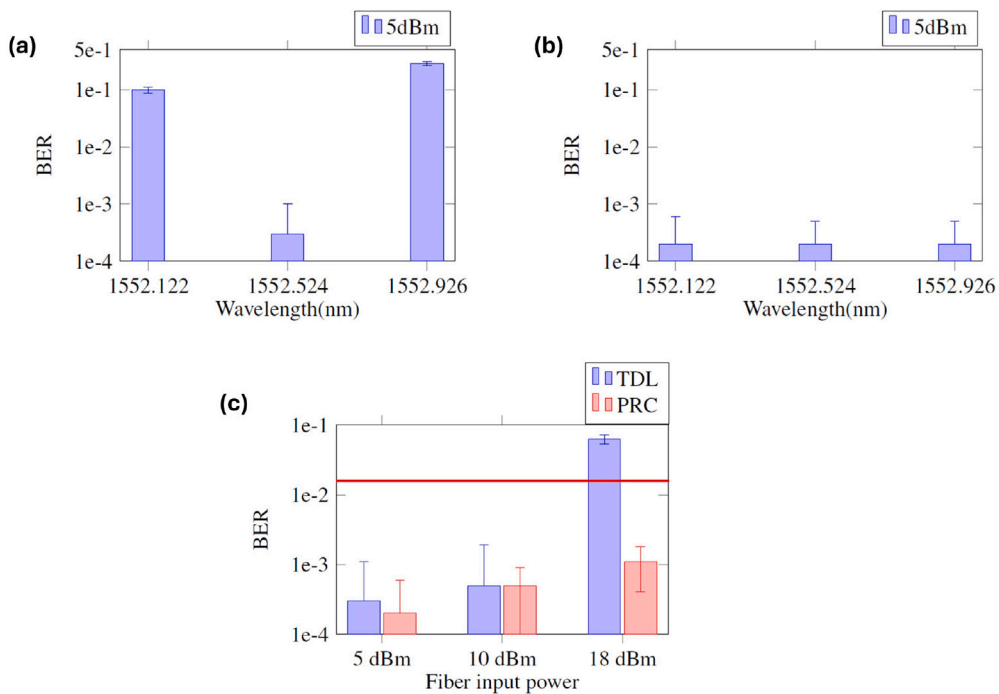 (a)
5dBm
5e-1
1e-1
1e-2
1e-3
1e-4
BER
1552.122 1552.524 1552.926
Wavelength(nm)
(b)
5dBm
5e-1
1e-1
1e-2
1e-3
1e-4
BER
1552.122 1552.524 1552.926
Wavelength(nm)
(c)
TDL
PRC
1e-1
1e-2
1e-3
1e-4
BER
5 dBm 10 dBm 18 dBm
Fiber input power